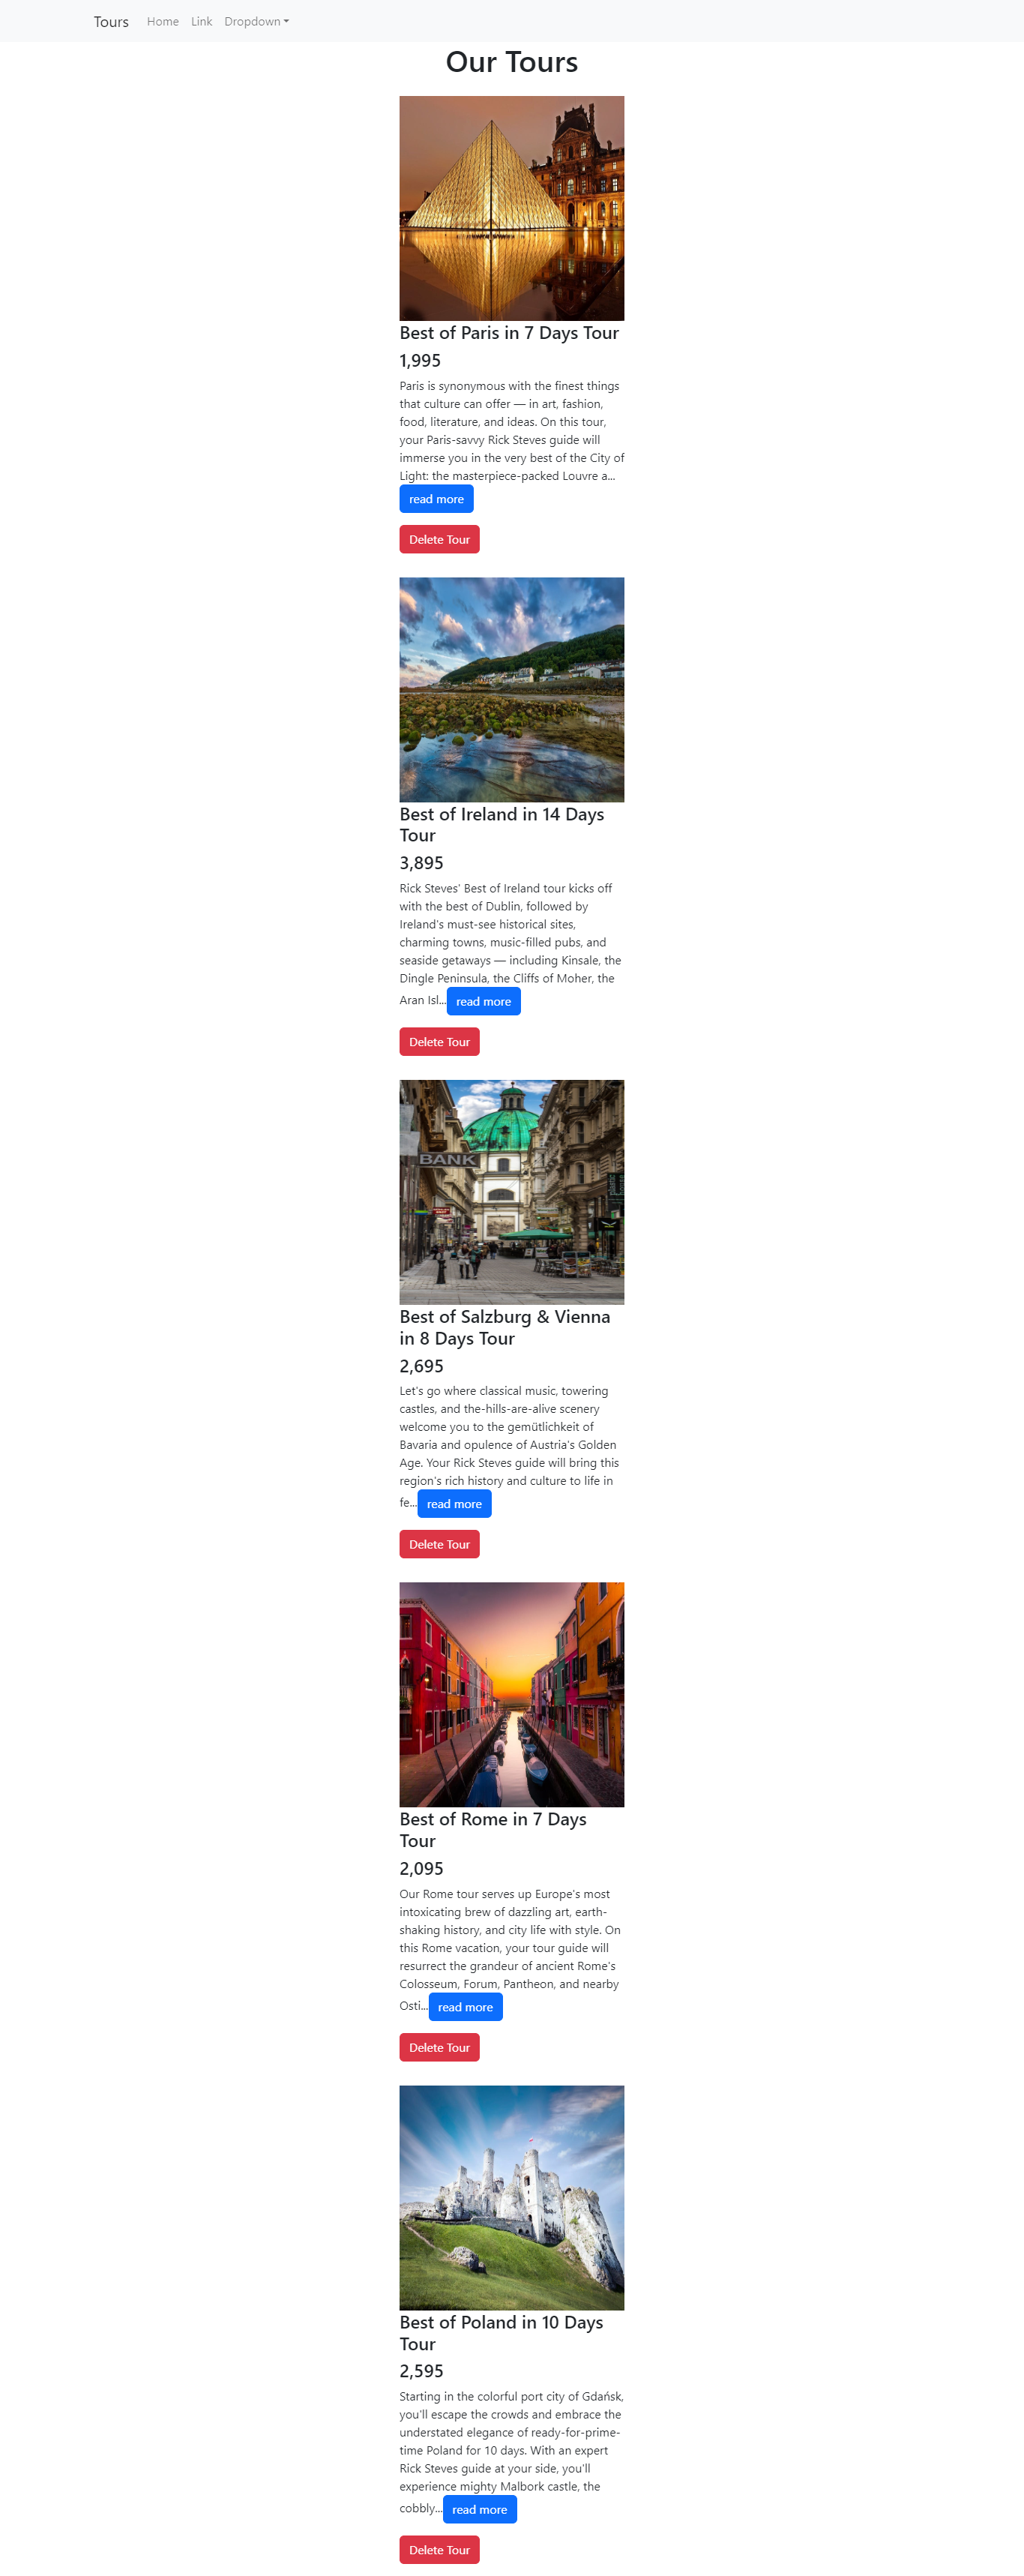 Tours Home Link Dropdown
Our Tours
Best of Paris in 7 Days Tour
1,995
Paris is synonymous with the finest things
that culture can offer — in art, fashion,
food, literature, and ideas. On this tour,
your Paris-savvy Rick Steves guide will
immerse you in the very best of the City of
Light: the masterpiece-packed Louvre a...
read more
Delete Tour
Best of Ireland in 14 Days
Tour
3,895
Rick Steves' Best of Ireland tour kicks off
with the best of Dublin, followed by
Ireland's must-see historical sites,
charming towns, music-filled pubs, and
seaside getaways — including Kinsale, the
Dingle Peninsula, the Cliffs of Moher, the
Aran Isl... read more
Delete Tour
BANK
Best of Salzburg & Vienna
in 8 Days Tour
2,695
Let's go where classical music, towering
castles, and the-hills-are-alive scenery
welcome you to the gemütlichkeit of
Bavaria and opulence of Austria's Golden
Age. Your Rick Steves guide will bring this
region's rich history and culture to life in
fe... read more
Delete Tour
Best of Rome in 7 Days
Tour
2,095
Our Rome tour serves up Europe's most
intoxicating brew of dazzling art, earth-
shaking history, and city life with style. On
this Rome vacation, your tour guide will
resurrect the grandeur of ancient Rome's
Colosseum, Forum, Pantheon, and nearby
Osti... read more
Delete Tour
Best of Poland in 10 Days
Tour
2,595
Starting in the colorful port city of Gdańsk,
you'll escape the crowds and embrace the
understated elegance of ready-for-prime-
time Poland for 10 days. With an expert
Rick Steves guide at your side, you'll
experience mighty Malbork castle, the
cobbly... read more
Delete Tour